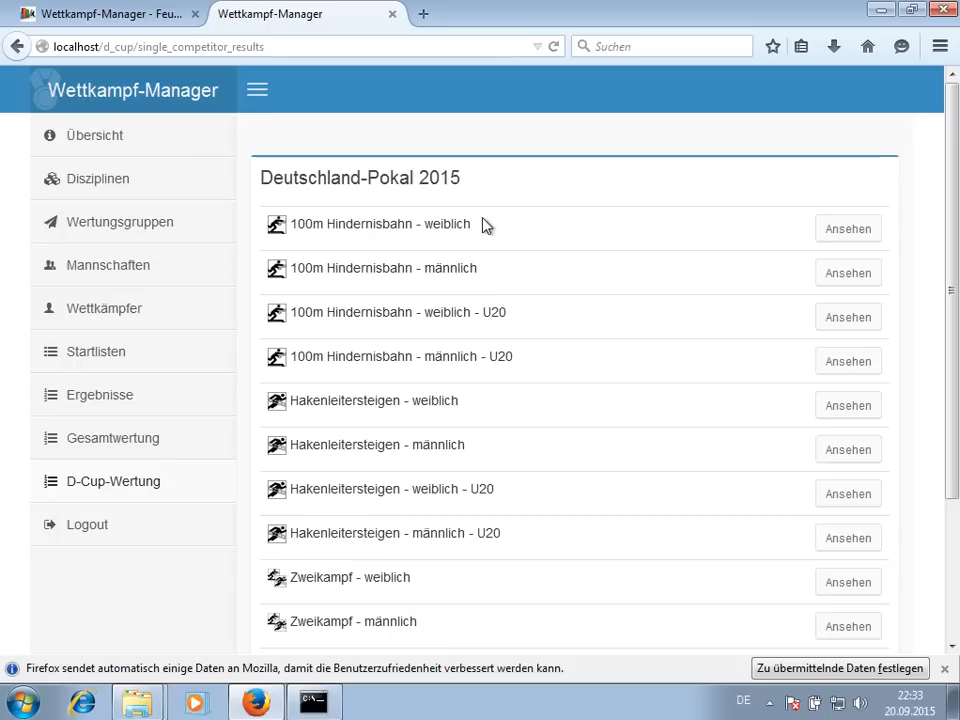 Wettkampf-Manager - Feu...
Wettkampf-Manager
localhost/d_cup/single_competitor_results
Suchen
Wettkampf-Manager
Übersicht
Disziplinen
Wertungsgruppen
Mannschaften
Wettkämpfer
Startlisten
Ergebnisse
Gesamtwertung
D-Cup-Wertung
Logout
Deutschland-Pokal 2015
100m Hindernisbahn - weiblich Ansehen
100m Hindernisbahn - männlich Ansehen
100m Hindernisbahn - weiblich - U20 Ansehen
100m Hindernisbahn - männlich - U20 Ansehen
Hakenleitersteigen - weiblich Ansehen
Hakenleitersteigen - männlich Ansehen
Hakenleitersteigen - weiblich - U20 Ansehen
Hakenleitersteigen - männlich - U20 Ansehen
Zweikampf - weiblich Ansehen
Zweikampf - männlich Ansehen
Firefox sendet automatisch einige Daten an Mozilla, damit die Benutzerzufriedenheit verbessert werden kann. Zu übermittelnde Daten festlegen
DE
22:33
20.09.2015